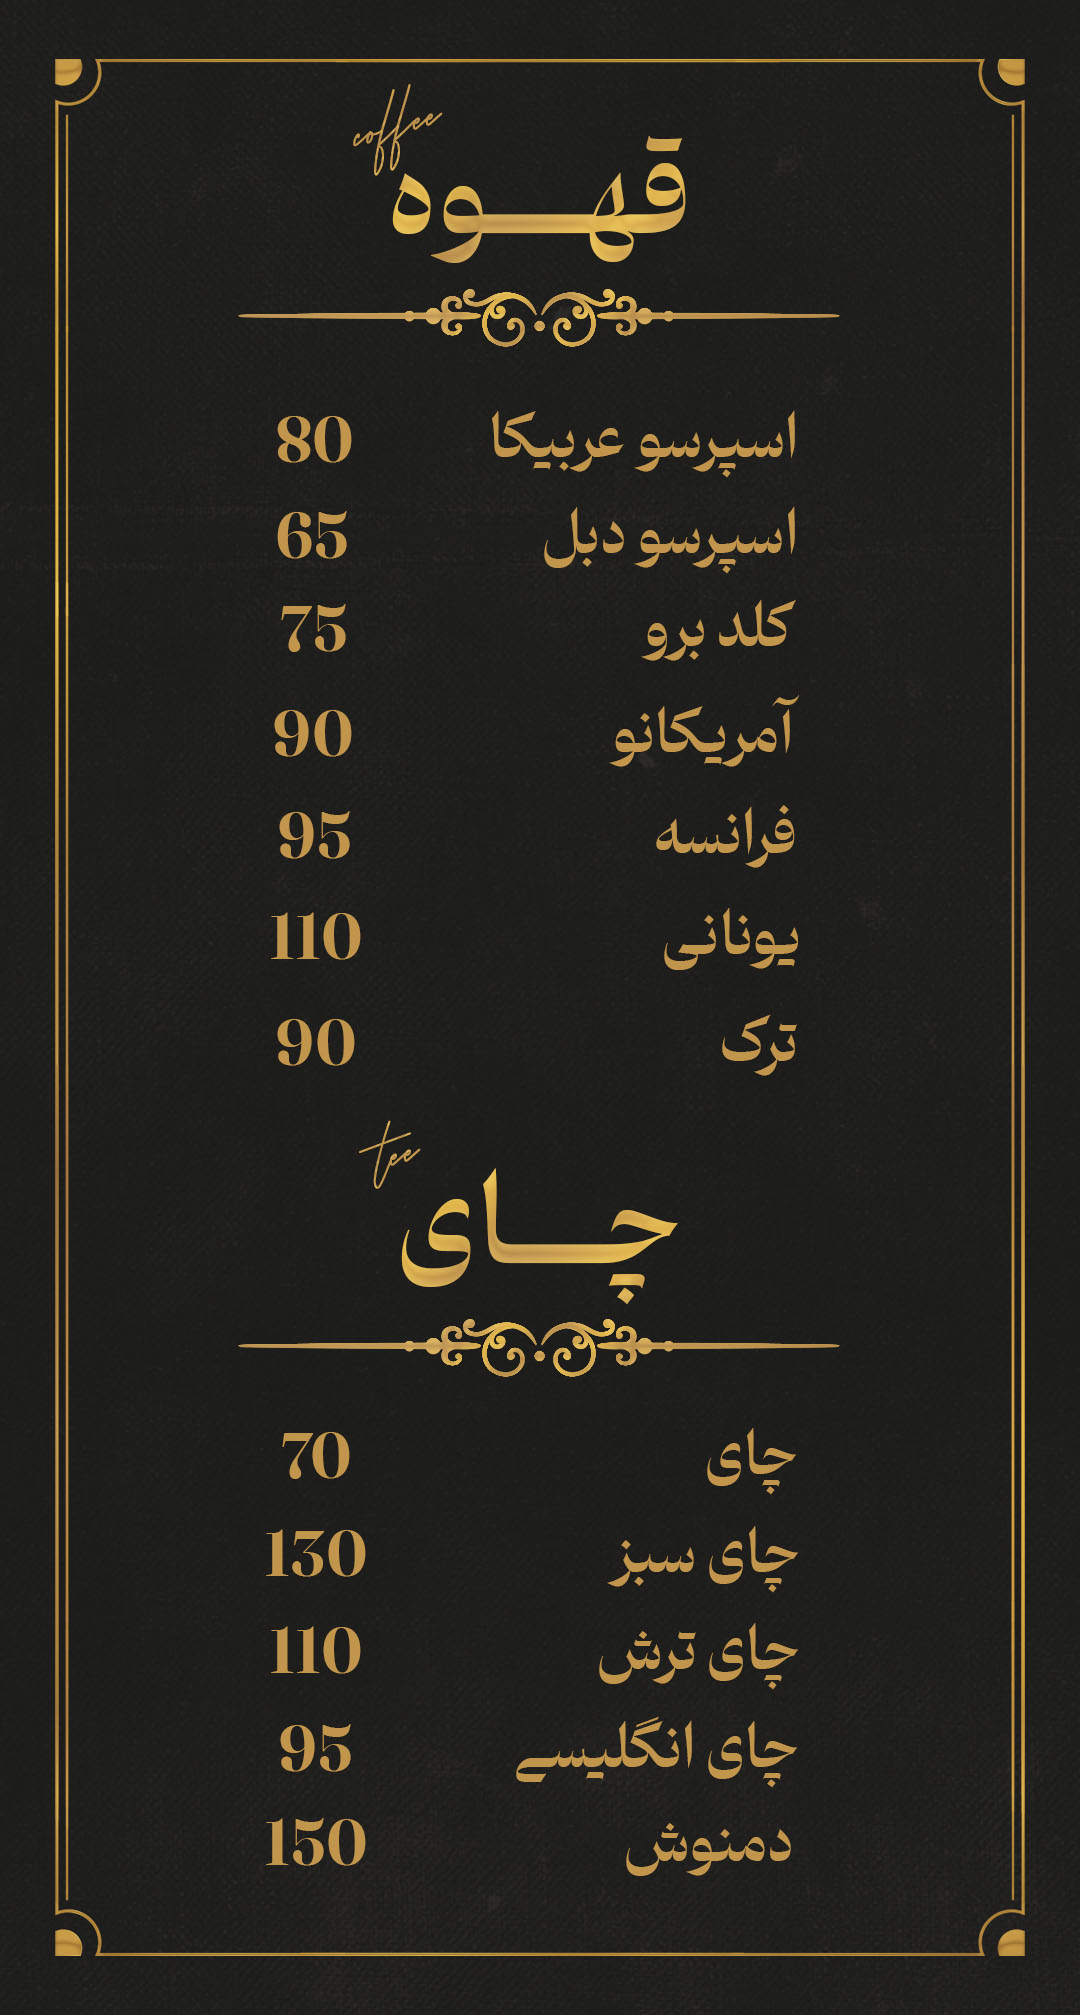 coffee
قهوه
اسپرسو عربیکا 80
اسپرسو دبل 65
کلد برو 75
آمریکانو 90
فرانسه 95
یونانی 110
ترک 90
tee
چای
چای 70
چای سبز 130
چای ترش 110
چای انگلیسے 95
دمنوش 150